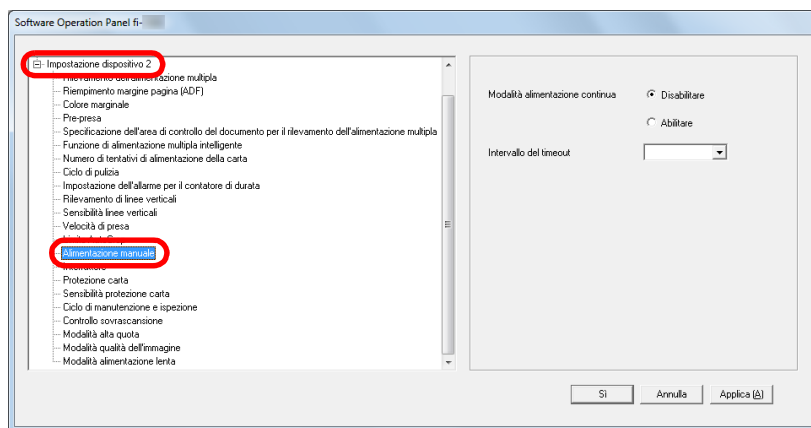 Software Operation Panel fi-
Impostazione dispositivo 2
Rilevamento dell'alimentazione multipla
Riempimento margine pagina (ADF)
Colore marginale
Pre-presa
Specificazione dell'area di controllo del documento per il rilevamento dell'alimentazione multipla
Funzione di alimentazione multipla intelligente
Numero di tentativi di alimentazione della carta
Ciclo di pulizia
Impostazione dell'allarme per il contatore di durata
Rilevamento di linee verticali
Sensibilità linee verticali
Velocità di presa
Alimentazione manuale
Protezione carta
Sensibilità protezione carta
Ciclo di manutenzione e ispezione
Controllo sovrascansione
Modalità alta quota
Modalità qualità dell'immagine
Modalità alimentazione lenta
Modalità alimentazione continua
Disabilitare
Abilitare
Intervallo del timeout
Sì
Annulla
Applica (A)